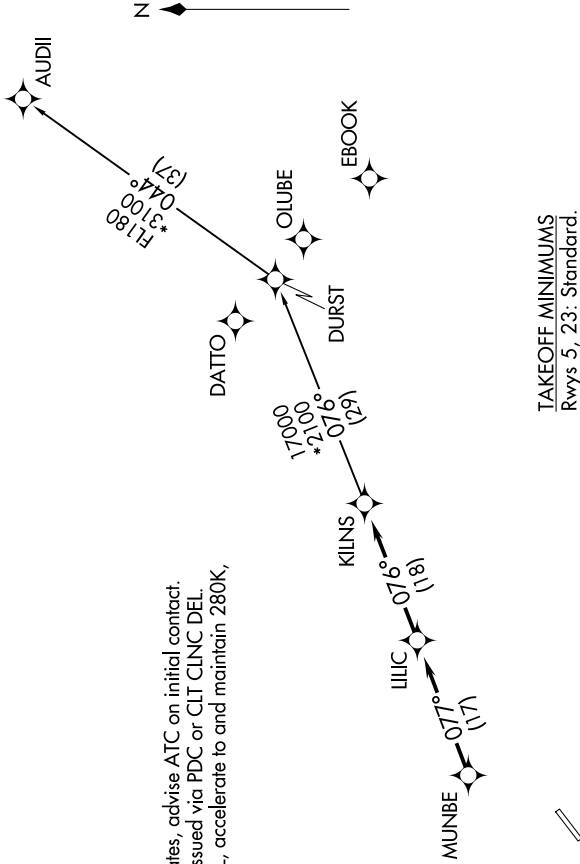 N
AUDII
FL180
*3100
044°
(37)
EBOOK
OLUBE
DURST
DATTO
17000
*2100
076°
(29)
KILNS
076°
(18)
LILIC
077°
(17)
MUNBE
advise ATC on initial contact.
via PDC or CLT CLNC DEL.
accelerate to and maintain 280K,
TAKEOFF MINIMUMS
Rwys 5, 23: Standard.